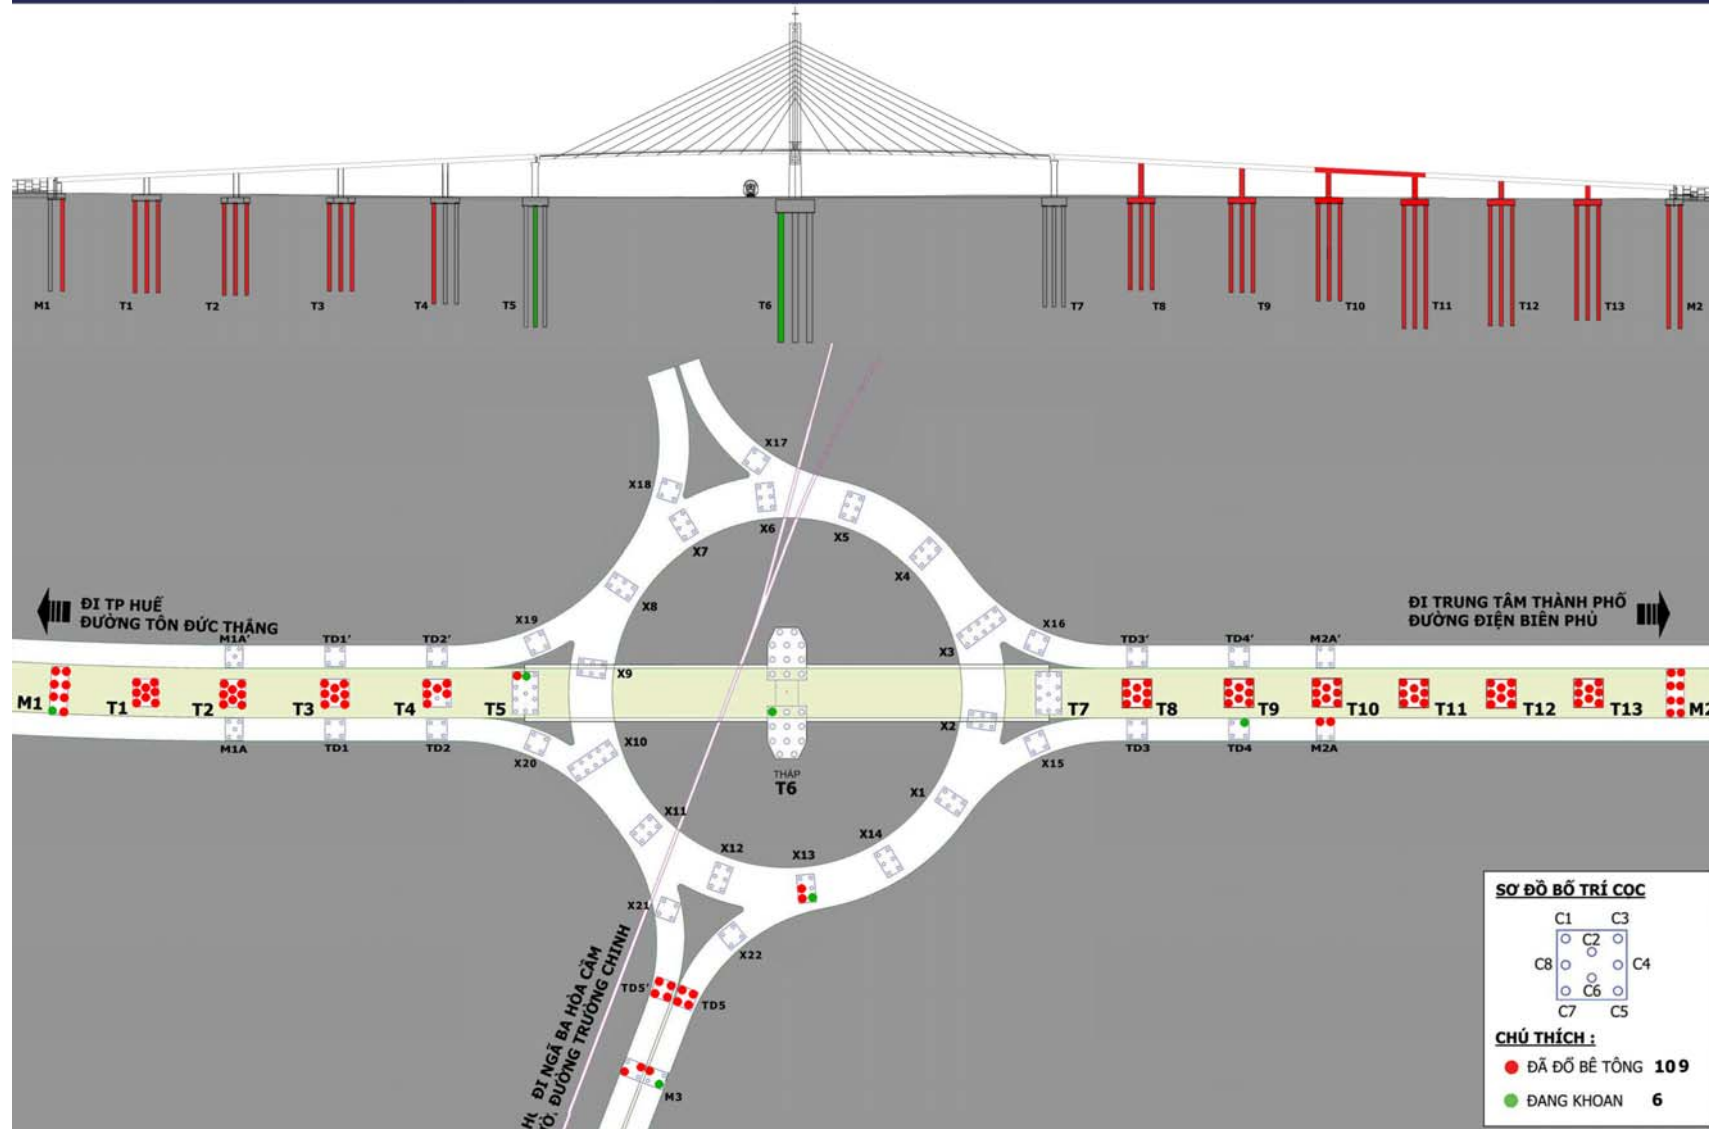 M1 T1 T2 T3 T4 T5 T6 T7 T8 T9 T10 T11 T12 T13 M2
X17
X18
X6
X5
X7
X4
X8
ĐI TP HUẾ
ĐƯỜNG TÔN ĐỨC THẮNG
ĐI TRUNG TÂM THÀNH PHỐ
ĐƯỜNG ĐIỆN BIÊN PHỦ
X19
X16
M1A' TD1' TD2'
X3
TD3' TD4' M2A'
X9
M1 T1 T2 T3 T4 T5 T7 T8 T9 T10 T11 T12 T13 M2
X2
M1A TD1 TD2
X10
TD3 TD4 M2A
X20
X15
THÁP
T6
X1
X11
X14
X12
X13
X21
X22
TD5'
TD5
ĐI NGÃ BA HÒA CẦM
ĐƯỜNG TRƯỜNG CHINH
M3
SƠ ĐỒ BỐ TRÍ CỌC
C1 C3
C2
C8 C4
C6
C7 C5
CHÚ THÍCH :
ĐÃ ĐỔ BÊ TÔNG 109
ĐANG KHOAN 6